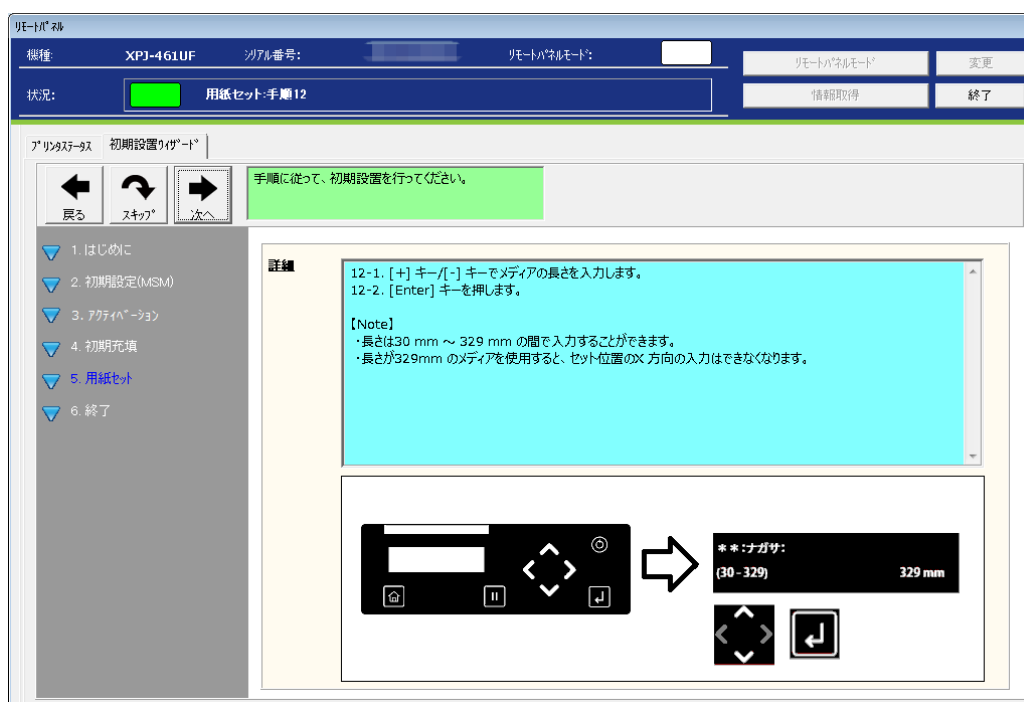 リモートパネル
機種: XPJ-461UF シリアル番号: リモートパネルモード:
リモートパネルモード 変更
状況: 用紙セット:手順12
情報取得 終了
プリンタステータス 初期設置ウィザード
戻る スキップ 次へ
手順に従って、初期設置を行ってください。
1. はじめに
2. 初期設定(MSM)
3. アクティベーション
4. 初期充填
5. 用紙セット
6. 終了
詳細
12-1. [+] キー/[-] キーでメディアの長さを入力します。
12-2. [Enter] キーを押します。
【Note】
・長さは30 mm ～ 329 mm の間で入力することができます。
・長さが329mm のメディアを使用すると、セット位置のX 方向の入力はできなくなります。
＊＊:ナガサ:
(30 - 329) 329 mm